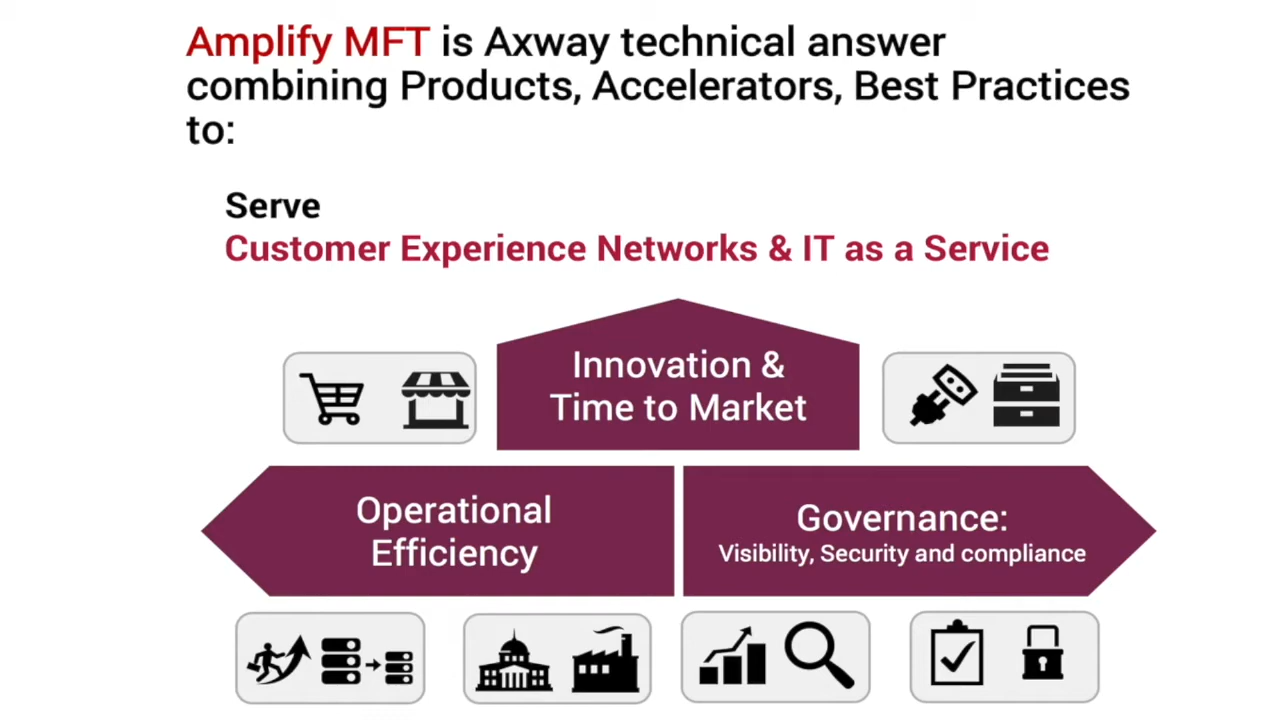 Amplify MFT is Axway technical answer
combining Products, Accelerators, Best Practices
to:
Serve
Customer Experience Networks & IT as a Service
Innovation &
Time to Market
Operational
Efficiency
Governance:
Visibility, Security and compliance